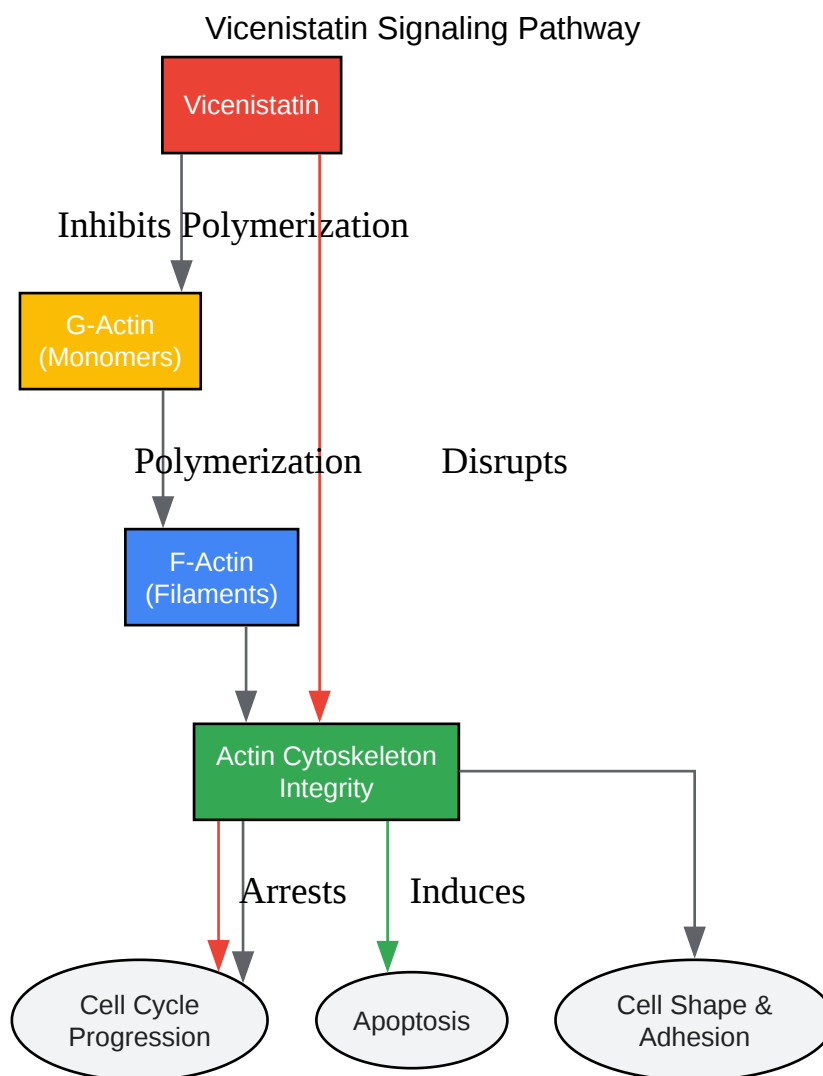 Vicenistatin Signaling Pathway
Vicenistatin
Inhibits Polymerization
G-Actin
(Monomers)
Polymerization
Disrupts
F-Actin
(Filaments)
Actin Cytoskeleton
Integrity
Arrests
Induces
Cell Cycle
Progression
Apoptosis
Cell Shape &
Adhesion